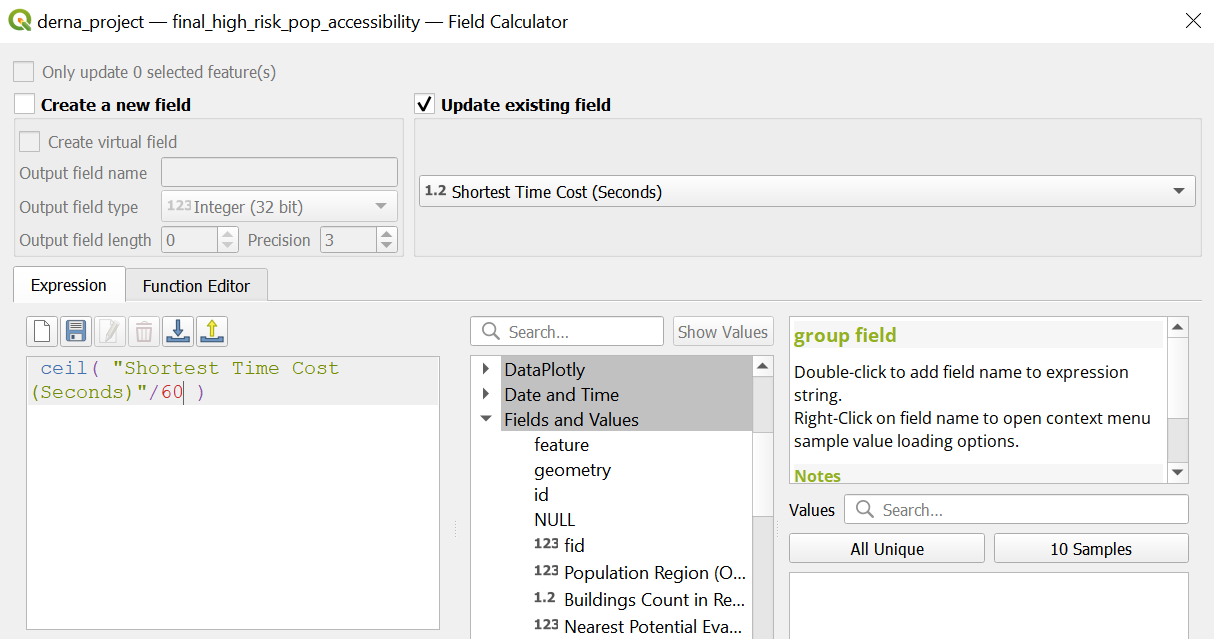 derna_project — final_high_risk_pop_accessibility — Field Calculator
Only update 0 selected feature(s)
Create a new field
Update existing field
Create virtual field
Output field name
Output field type
123 Integer (32 bit)
Output field length
0
Precision
3
1.2 Shortest Time Cost (Seconds)
Expression
Function Editor
ceil( "Shortest Time Cost
(Seconds)"/60 )
Search...
Show Values
DataPlotly
Date and Time
Fields and Values
feature
geometry
id
NULL
123 fid
123 Population Region (O...
1.2 Buildings Count in Re...
123 Nearest Potential Eva...
group field
Double-click to add field name to expression
string.
Right-Click on field name to open context menu
sample value loading options.
Notes
Values
Search...
All Unique
10 Samples